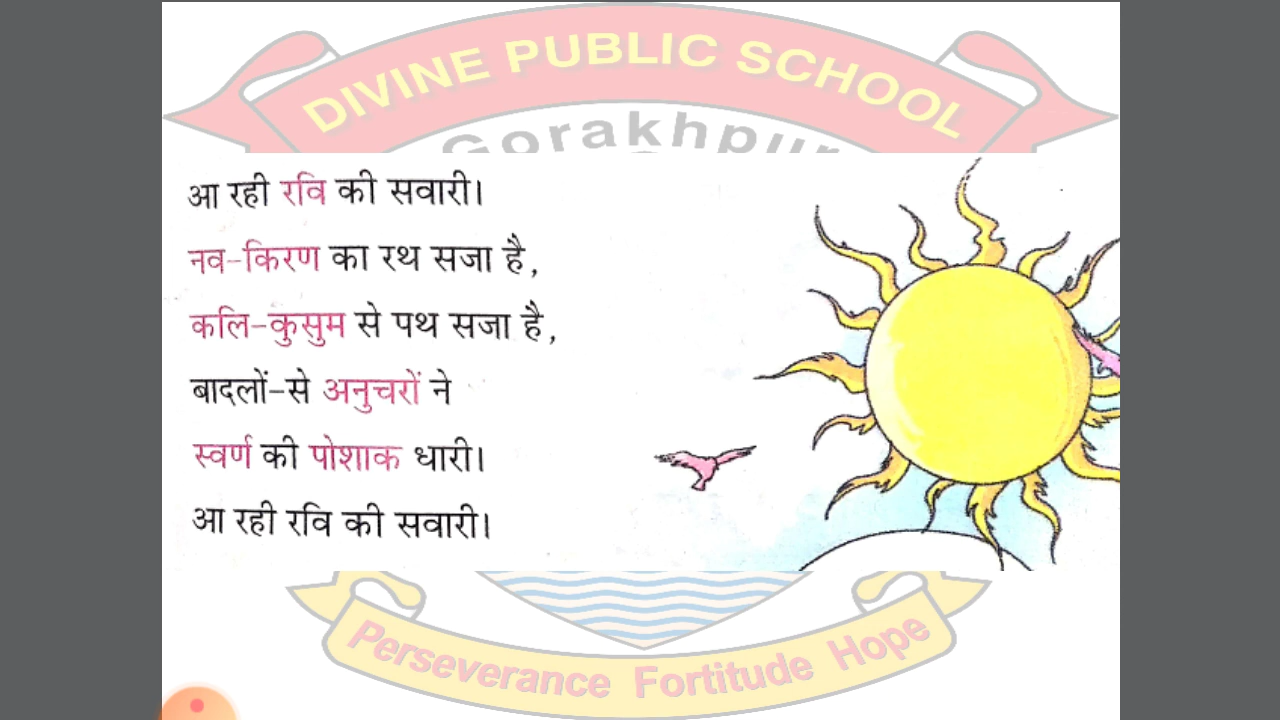 DIVINE PUBLIC SCHOOL
Gorakhpur
आ रही रवि की सवारी।
नव-किरण का रथ सजा है,
कलि-कुसुम से पथ सजा है,
बादलों-से अनुचरों ने
स्वर्ण की पोशाक धारी।
आ रही रवि की सवारी।
Perseverance Fortitude Hope